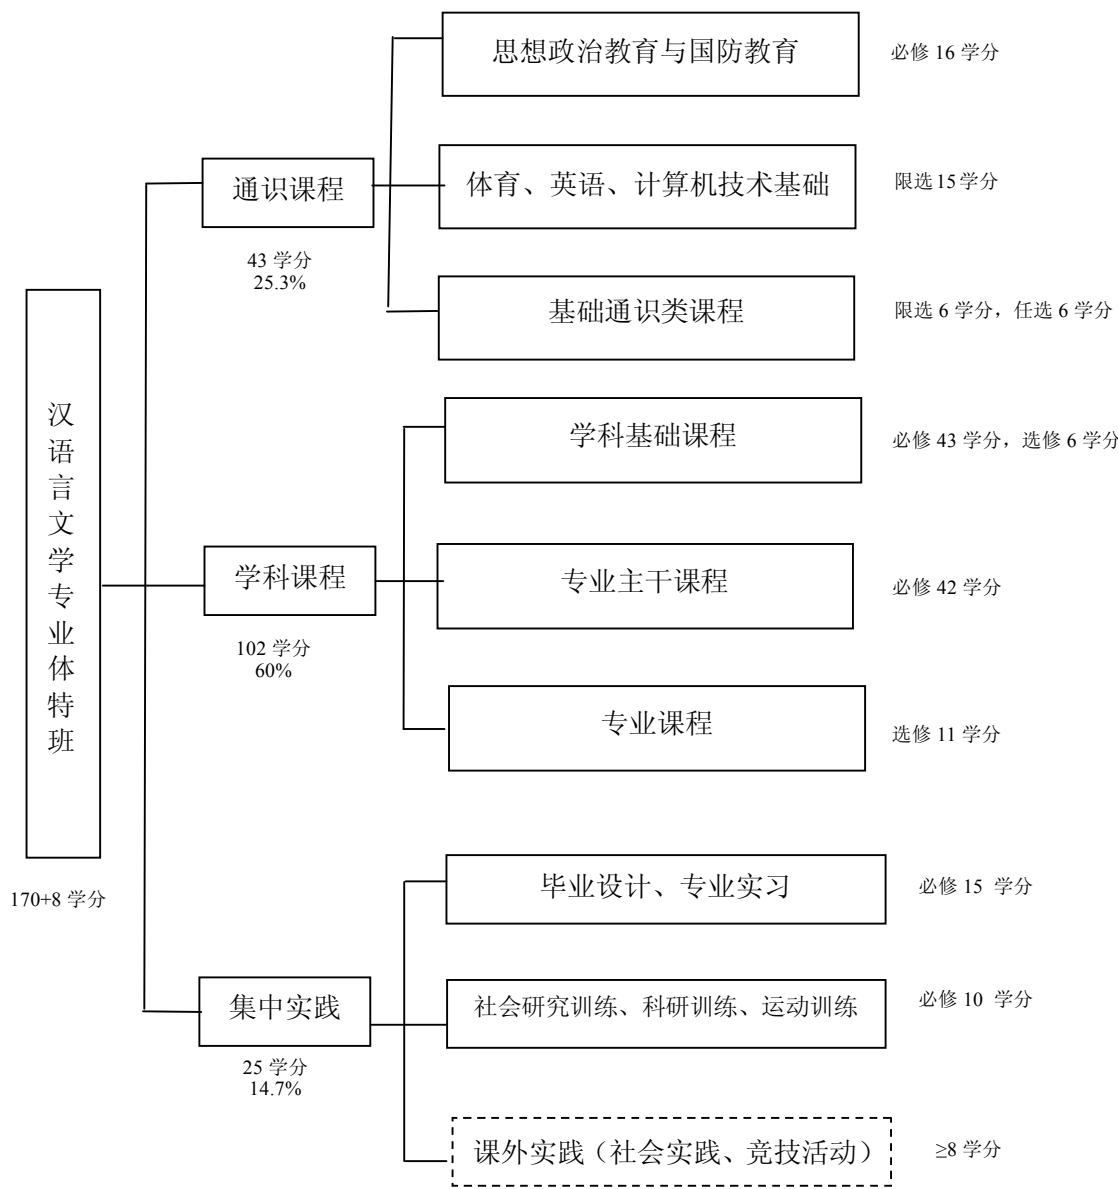 思想政治教育与国防教育
必修 16 学分
通识课程
体育、英语、计算机技术基础
限选 15 学分
43 学分
25.3%
基础通识类课程
限选 6 学分，任选 6 学分
汉语言文学专业体特班
学科基础课程
必修 43 学分，选修 6 学分
学科课程
专业主干课程
必修 42 学分
102 学分
60%
专业课程
选修 11 学分
170+8 学分
毕业设计、专业实习
必修 15 学分
集中实践
社会研究训练、科研训练、运动训练
必修 10 学分
25 学分
14.7%
课外实践（社会实践、竞技活动）
≥8 学分